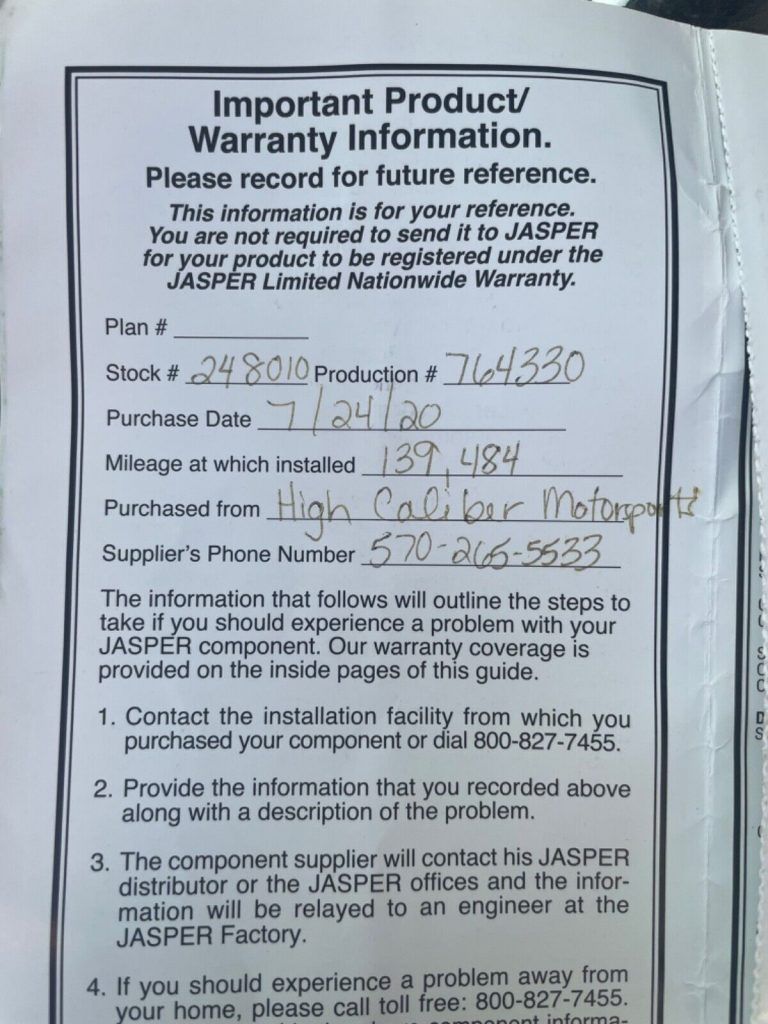 Important Product/
Warranty Information.
Please record for future reference.
This information is for your reference.
You are not required to send it to JASPER
for your product to be registered under the
JASPER Limited Nationwide Warranty.
Plan #
Stock # 248010 Production # 764330
Purchase Date 7/24/20
Mileage at which installed 139,484
Purchased from High Caliber Motorsports
Supplier's Phone Number 570-265-5533
The information that follows will outline the steps to
take if you should experience a problem with your
JASPER component. Our warranty coverage is
provided on the inside pages of this guide.
1. Contact the installation facility from which you
purchased your component or dial 800-827-7455.
2. Provide the information that you recorded above
along with a description of the problem.
3. The component supplier will contact his JASPER
distributor or the JASPER offices and the infor-
mation will be relayed to an engineer at the
JASPER Factory.
4. If you should experience a problem away from
your home, please call toll free: 800-827-7455.
component informa-